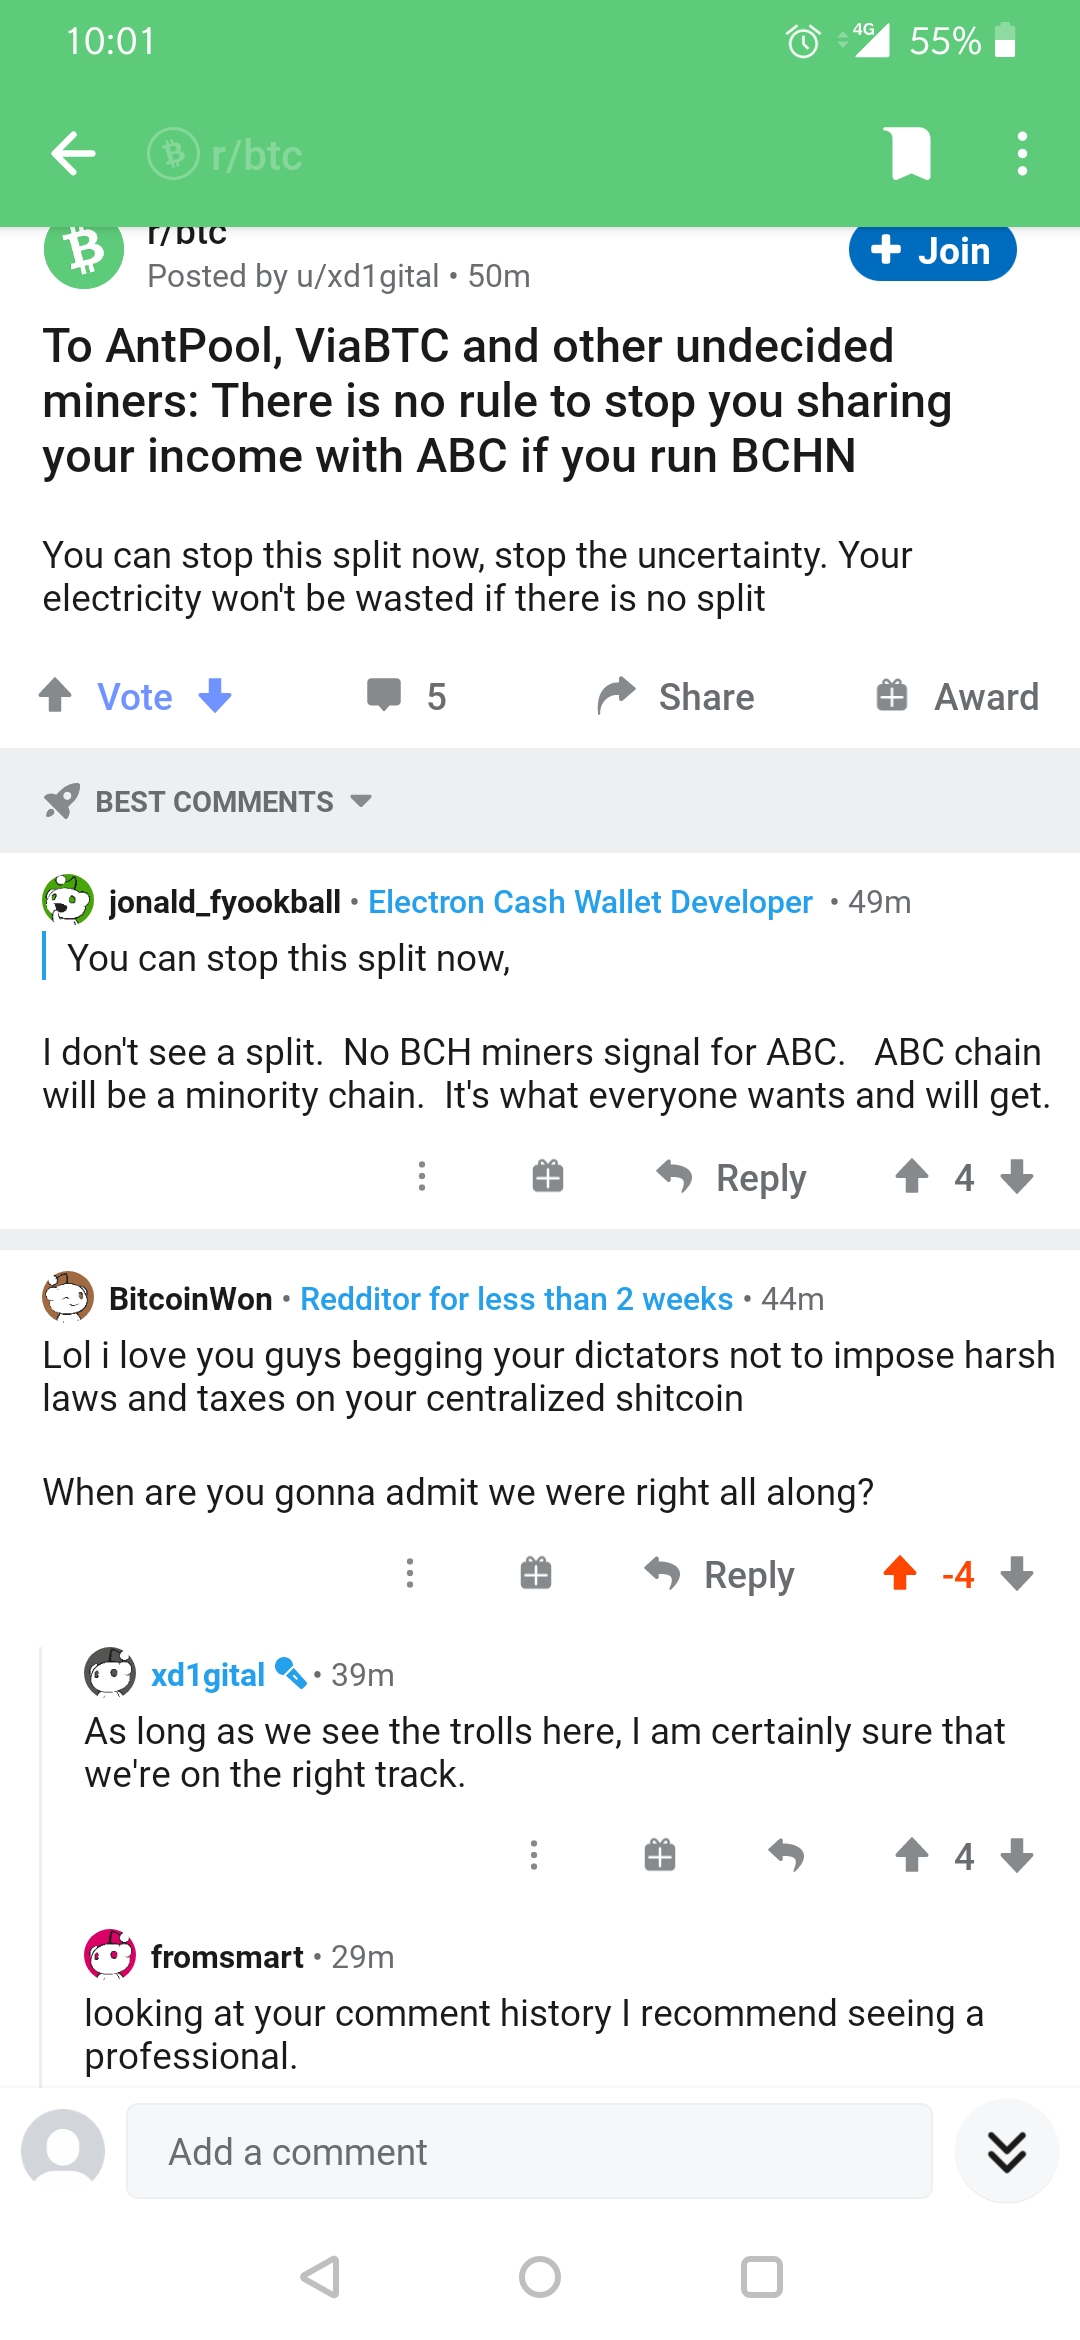 10:01
4G 55%
r/btc
r/btc
Posted by u/xd1gital • 50m
+ Join
To AntPool, ViaBTC and other undecided
miners: There is no rule to stop you sharing
your income with ABC if you run BCHN
You can stop this split now, stop the uncertainty. Your
electricity won't be wasted if there is no split
Vote 5 Share Award
BEST COMMENTS
jonald_fyookball • Electron Cash Wallet Developer • 49m
You can stop this split now,
I don't see a split. No BCH miners signal for ABC. ABC chain
will be a minority chain. It's what everyone wants and will get.
Reply 4
BitcoinWon • Redditor for less than 2 weeks • 44m
Lol i love you guys begging your dictators not to impose harsh
laws and taxes on your centralized shitcoin
When are you gonna admit we were right all along?
Reply -4
xd1gital • 39m
As long as we see the trolls here, I am certainly sure that
we're on the right track.
4
fromsmart • 29m
looking at your comment history I recommend seeing a
professional.
Add a comment